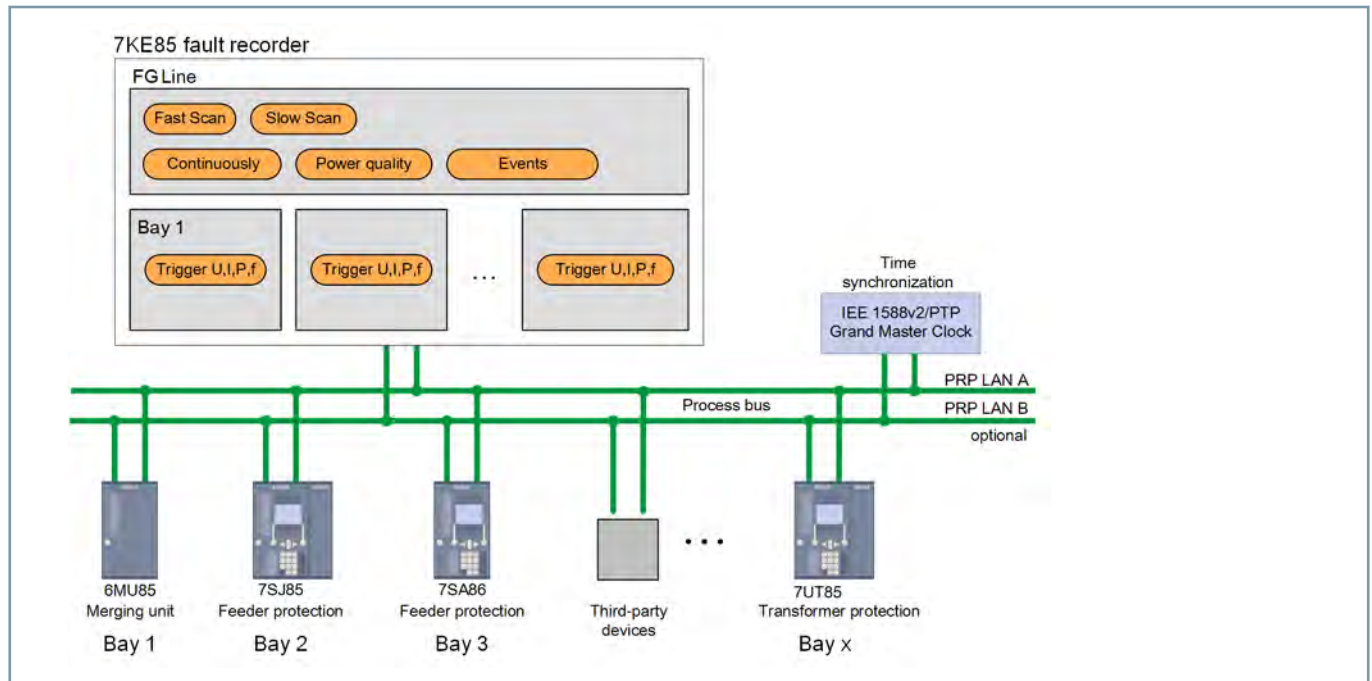 7KE85 fault recorder
FG Line
Fast Scan
Slow Scan
Continuously
Power quality
Events
Bay 1
Trigger U,I,P,f
Trigger U,I,P,f
...
Trigger U,I,P,f
Time
synchronization
IEE 1588v2/PTP
Grand Master Clock
PRP LAN A
Process bus
PRP LAN B
optional
6MU85
Merging unit
Bay 1
7SJ85
Feeder protection
Bay 2
7SA86
Feeder protection
Bay 3
Third-party
devices
...
7UT85
Transformer protection
Bay x